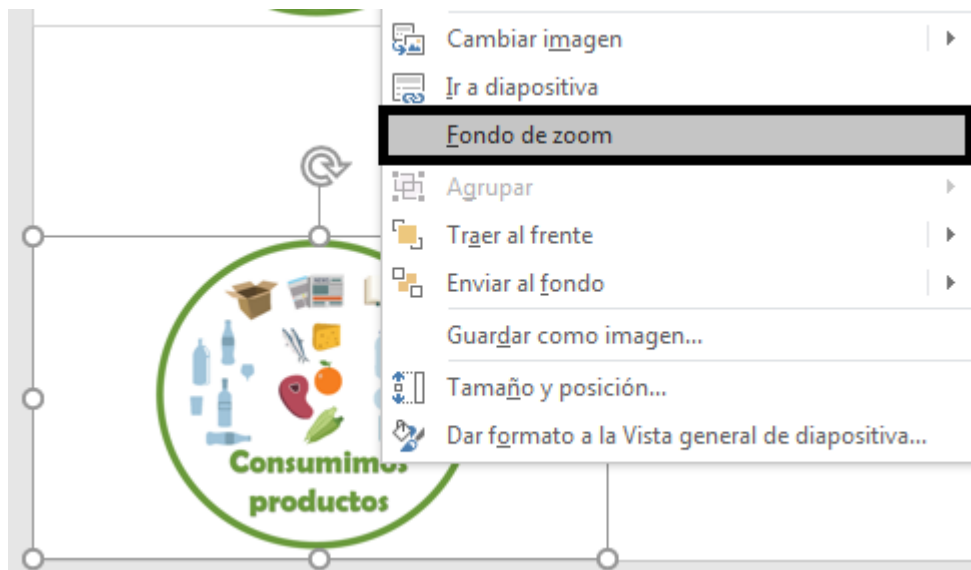 Cambiar imagen
Ir a diapositiva
Fondo de zoom
Agrupar
Traer al frente
Enviar al fondo
Guardar como imagen...
Tamaño y posición...
Dar formato a la Vista general de diapositiva...
Consumimos
productos